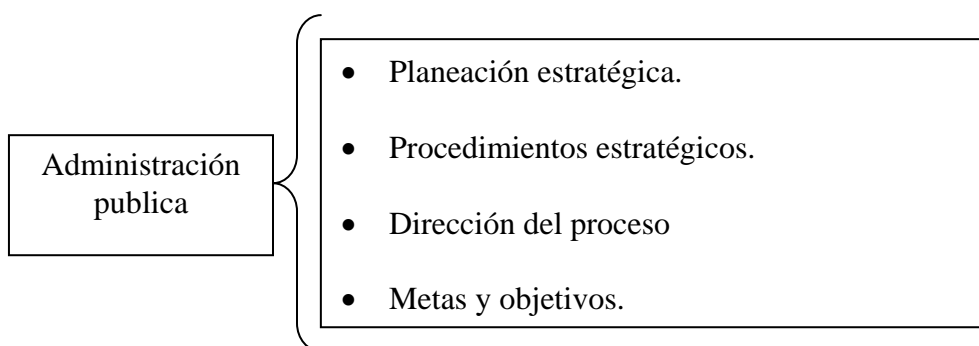 Administración
publica
• Planeación estratégica.
• Procedimientos estratégicos.
• Dirección del proceso
• Metas y objetivos.